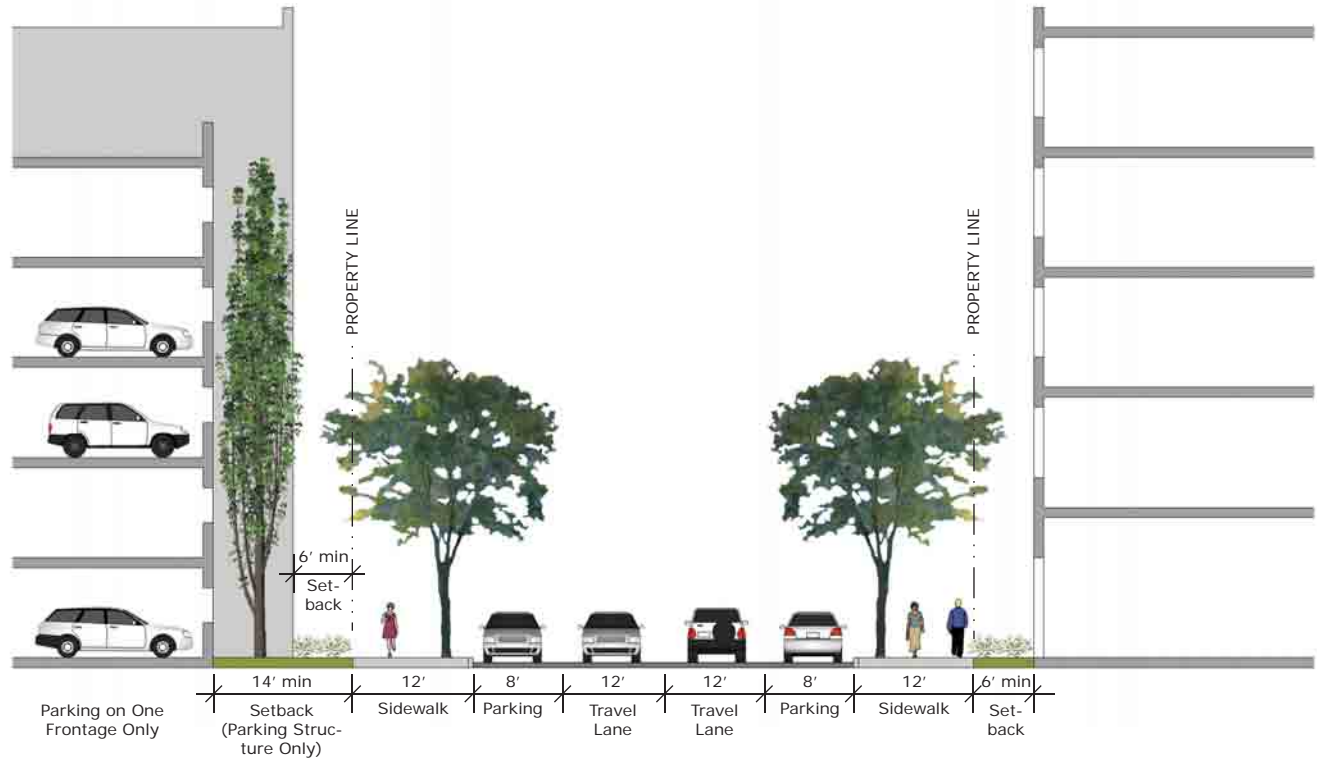 PROPERTY LINE
PROPERTY LINE
6' min
Set-
back
14' min
12'
8'
12'
12'
8'
12'
6' min
Parking on One
Frontage Only
Setback
(Parking Struc-
ture Only)
Sidewalk
Parking
Travel
Lane
Travel
Lane
Parking
Sidewalk
Set-
back